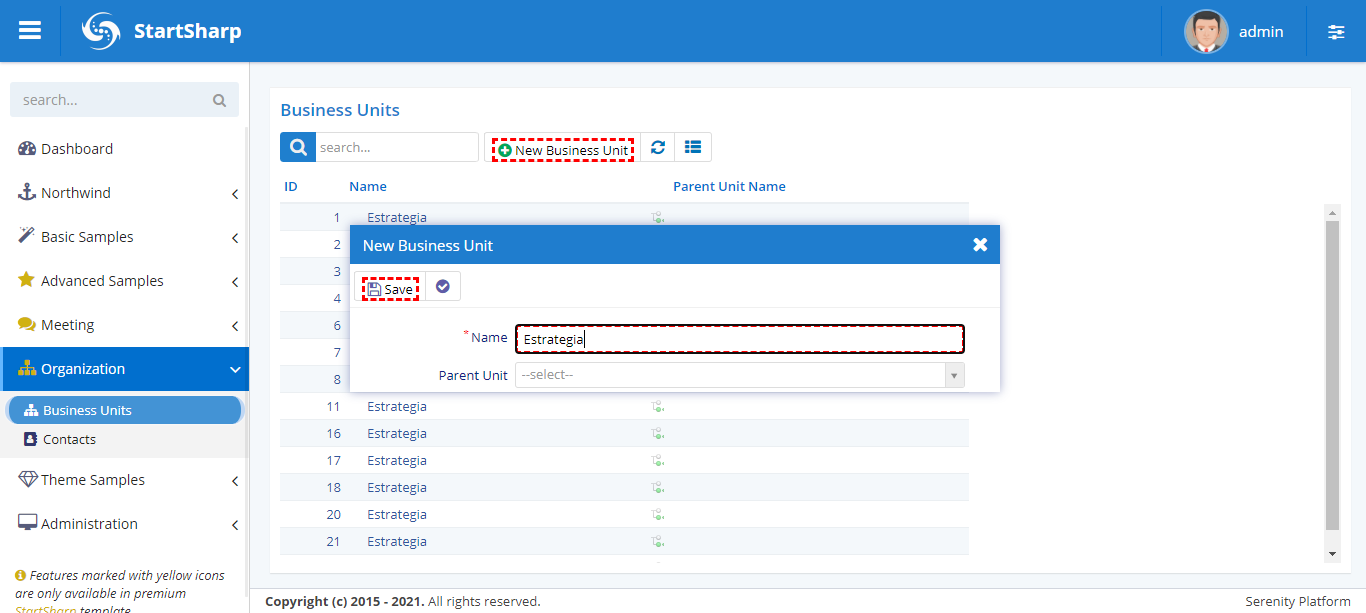 StartSharp
admin
search...
Dashboard
Northwind
Basic Samples
Advanced Samples
Meeting
Organization
Business Units
Contacts
Theme Samples
Administration
Features marked with yellow icons
are only available in premium
StartSharp template.
Business Units
search...
New Business Unit
ID Name Parent Unit Name
1 Estrategia
2
3
4
6
7
8
11 Estrategia
16 Estrategia
17 Estrategia
18 Estrategia
20 Estrategia
21 Estrategia
New Business Unit
Save
* Name Estrategia
Parent Unit --select--
Copyright (c) 2015 - 2021. All rights reserved.
Serenity Platform